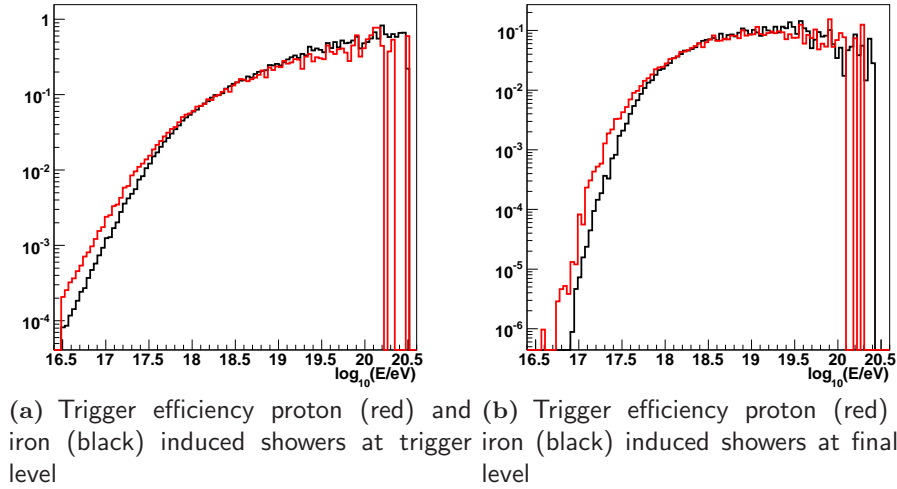 1
10⁻¹
10⁻²
10⁻³
10⁻⁴
16.5 17 17.5 18 18.5 19 19.5 20 20.5
log₁₀(E/eV)
10⁻¹
10⁻²
10⁻³
10⁻⁴
10⁻⁵
10⁻⁶
16.5 17 17.5 18 18.5 19 19.5 20 20.5
log₁₀(E/eV)
(a) Trigger efficiency proton (red) and
iron (black) induced showers at trigger
level
(b) Trigger efficiency proton (red)
iron (black) induced showers at final
level